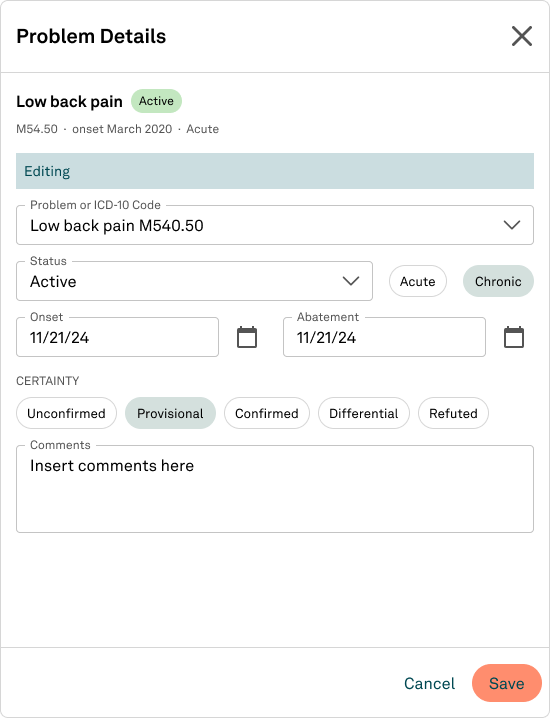 Problem Details
Low back pain Active
M54.50 · onset March 2020 · Acute
Editing
Problem or ICD-10 Code
Low back pain M540.50
Status
Active Acute Chronic
Onset Abatement
11/21/24 11/21/24
CERTAINTY
Unconfirmed Provisional Confirmed Differential Refuted
Comments
Insert comments here
Cancel Save